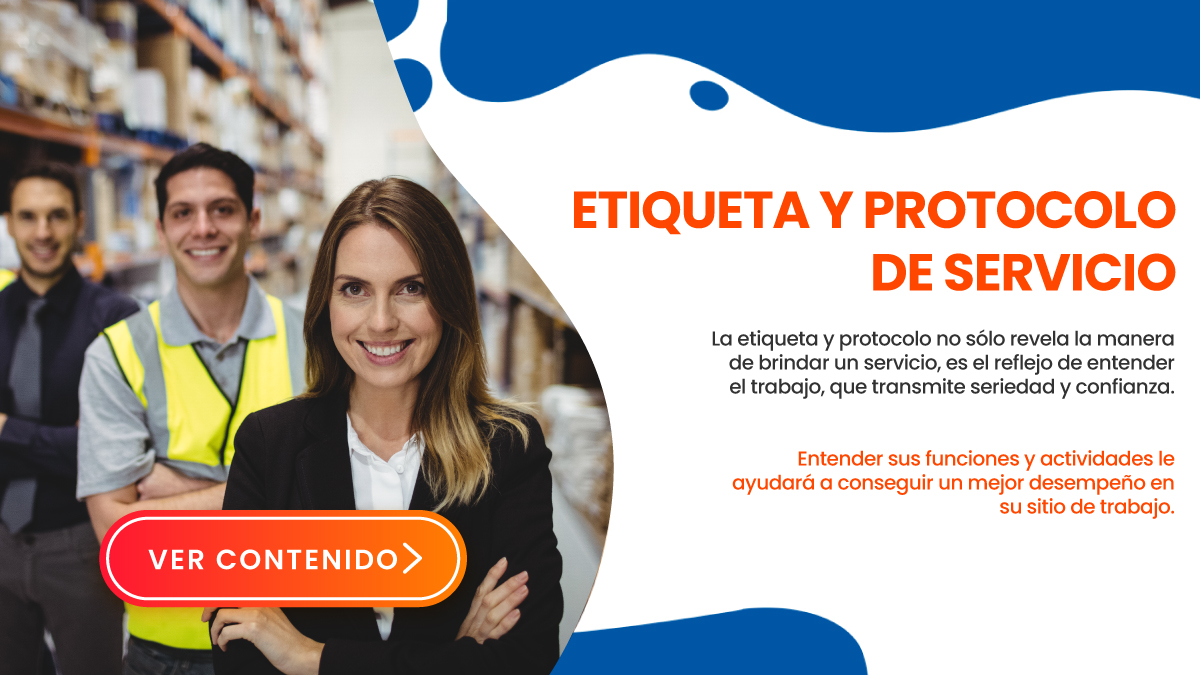 ETIQUETA Y PROTOCOLO
DE SERVICIO
La etiqueta y protocolo no sólo revela la manera
de brindar un servicio, es el reflejo de entender
el trabajo, que transmite seriedad y confianza.
Entender sus funciones y actividades le
ayudará a conseguir un mejor desempeño en
su sitio de trabajo.
VER CONTENIDO